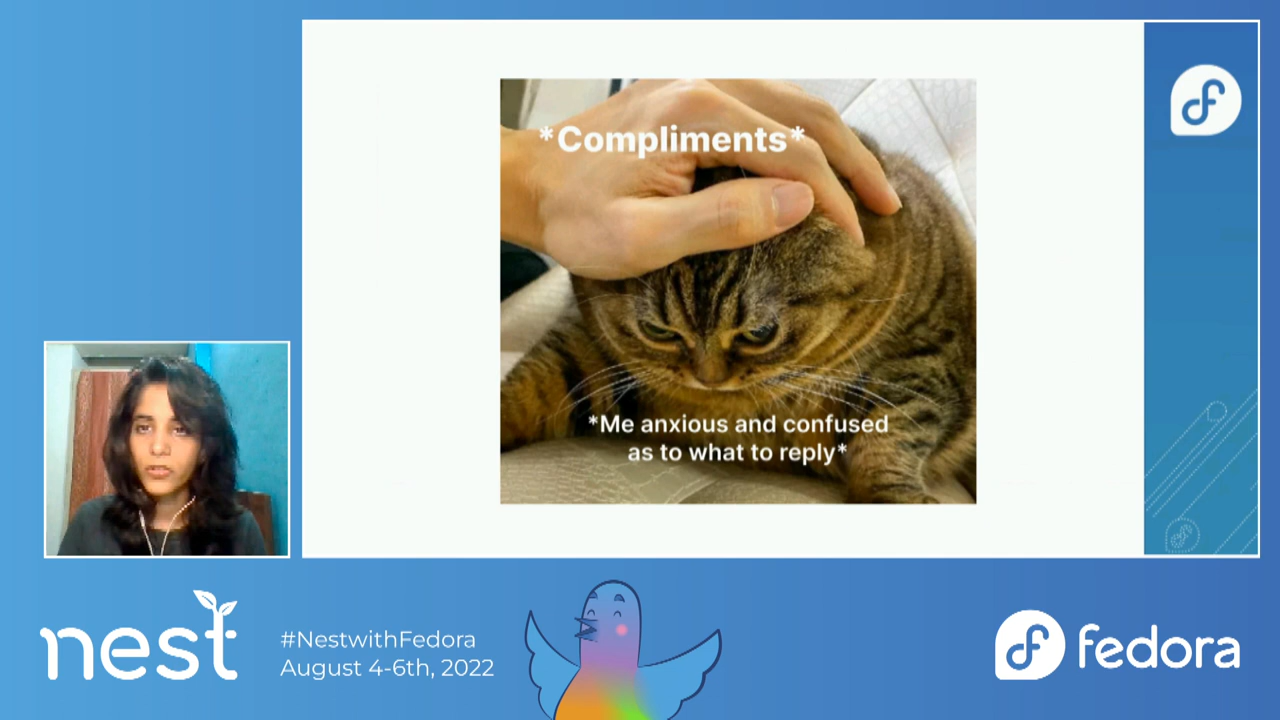 *Compliments*
*Me anxious and confused
as to what to reply*
nest
#NestwithFedora
August 4-6th, 2022
fedora